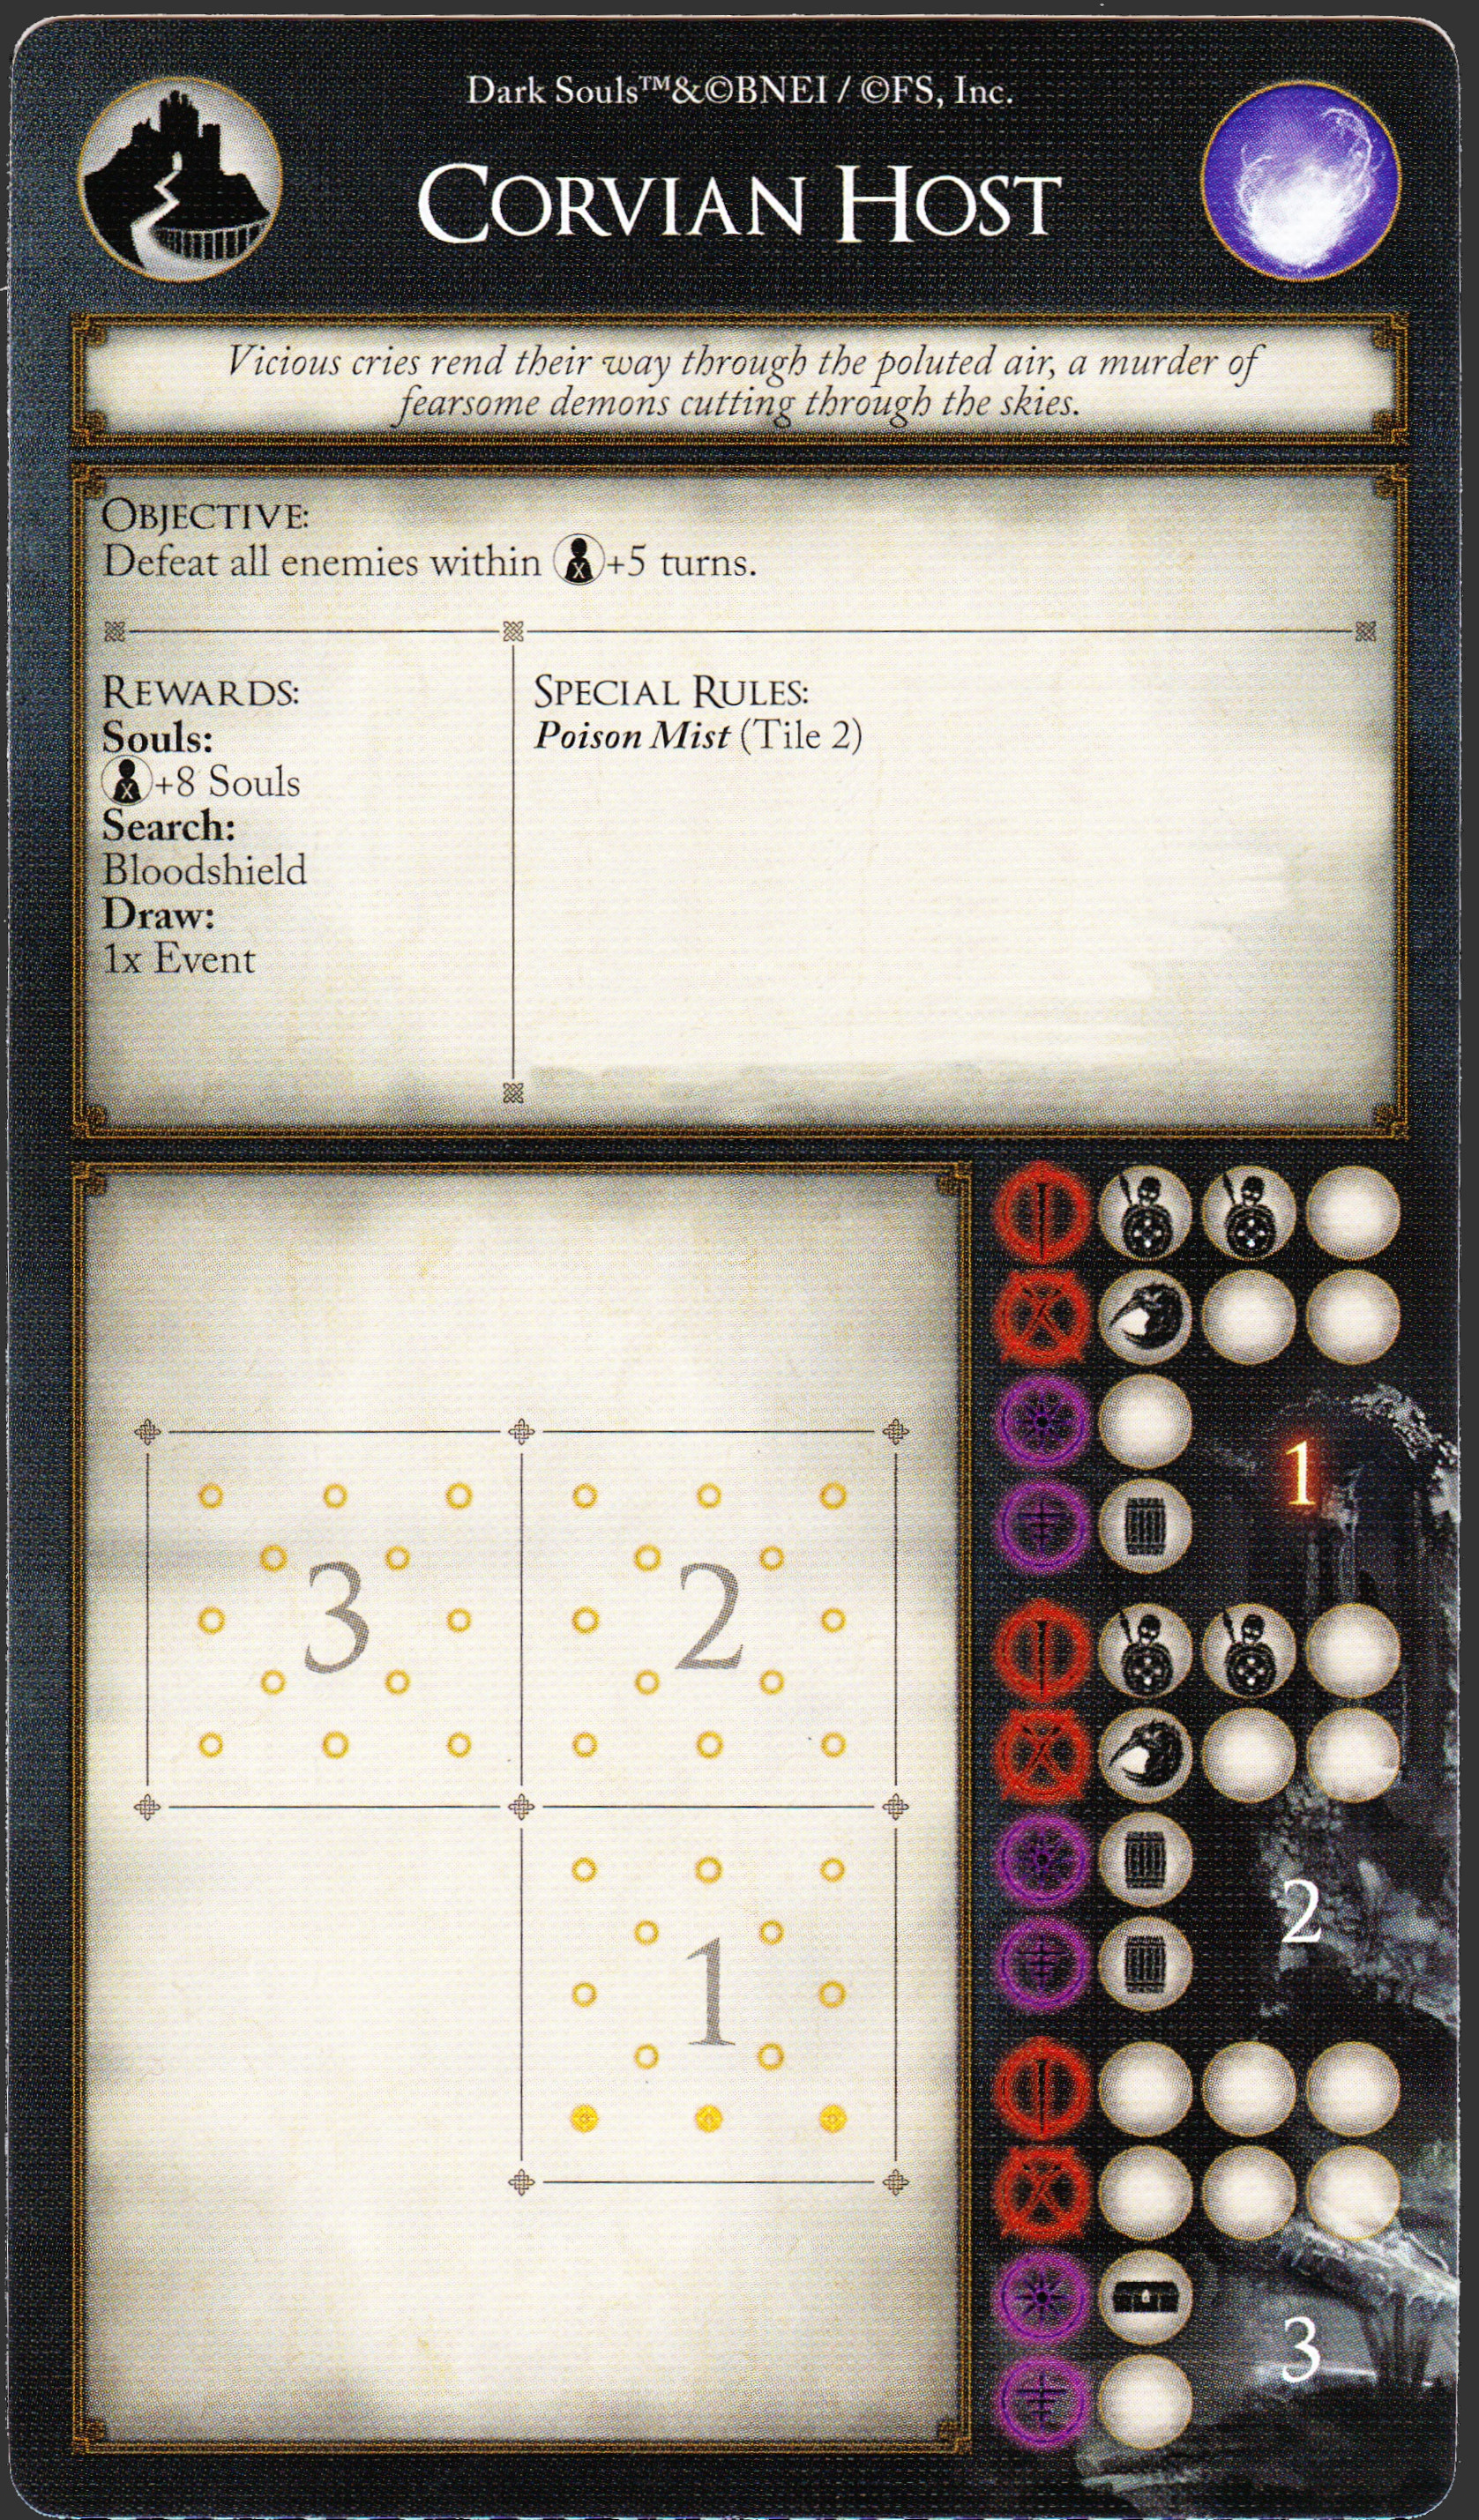 Dark Souls™&©BNEI / ©FS, Inc.
Corvian Host
Vicious cries rend their way through the poluted air, a murder of
fearsome demons cutting through the skies.
Objective:
Defeat all enemies within X+5 turns.
Rewards:
Souls:
X+8 Souls
Search:
Bloodshield
Draw:
1x Event
Special Rules:
Poison Mist (Tile 2)
3
2
1
1
2
3